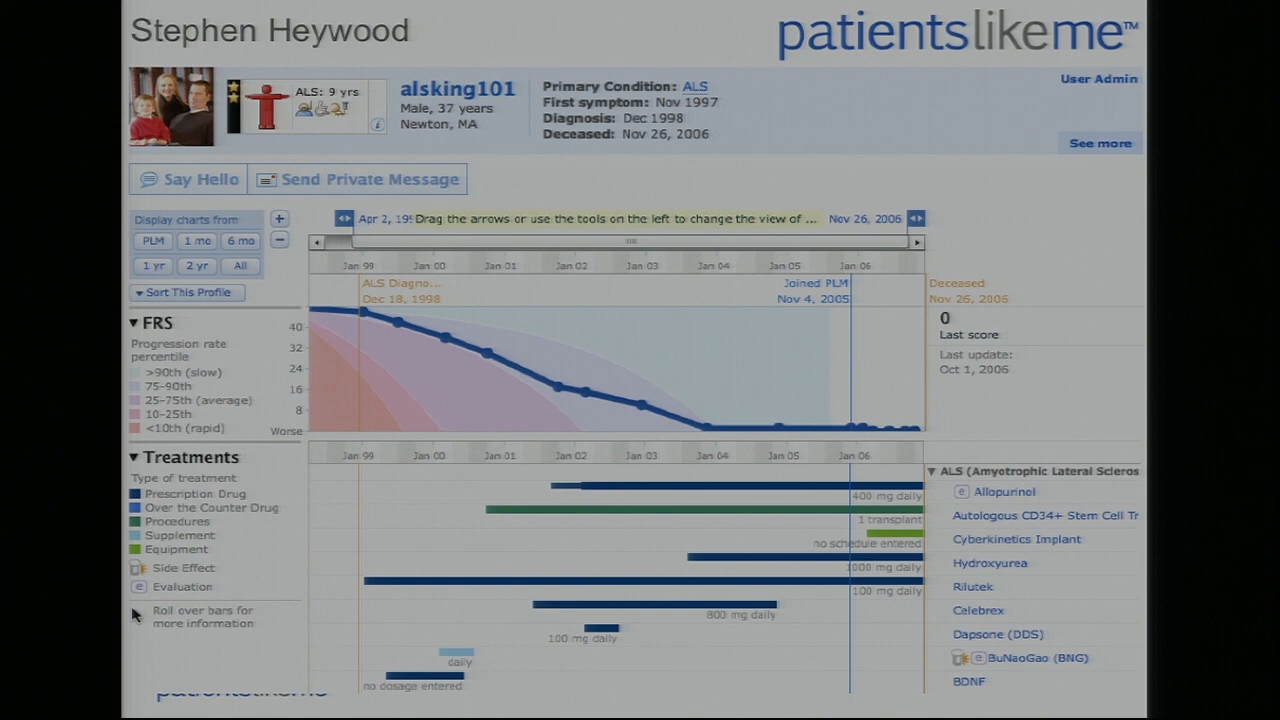 Stephen Heywood
patientslikeme™
ALS: 9 yrs
alsking101
Male, 37 years
Newton, MA
Primary Condition: ALS
First symptom: Nov 1997
Diagnosis: Dec 1998
Deceased: Nov 26, 2006
User Admin
See more
Say Hello
Send Private Message
Display charts from
PLM 1 mo 6 mo
1 yr 2 yr All
Sort This Profile
+
−
Apr 2, 199
Drag the arrows or use the tools on the left to change the view of ...
Nov 26, 2006
Jan 99 Jan 00 Jan 01 Jan 02 Jan 03 Jan 04 Jan 05 Jan 06
ALS Diagno...
Dec 18, 1998
Joined PLM
Nov 4, 2005
Deceased
Nov 26, 2006
FRS
Progression rate
percentile
>90th (slow)
75-90th
25-75th (average)
10-25th
<10th (rapid)
40
32
24
16
8
Worse
0
Last score
Last update:
Oct 1, 2006
Treatments
Type of treatment
Prescription Drug
Over the Counter Drug
Procedures
Supplement
Equipment
Side Effect
e Evaluation
Roll over bars for
more information
Jan 99 Jan 00 Jan 01 Jan 02 Jan 03 Jan 04 Jan 05 Jan 06
ALS (Amyotrophic Lateral Scleros
400 mg daily
e Allopurinol
1 transplant
Autologous CD34+ Stem Cell Tr
no schedule entered
Cyberkinetics Implant
1000 mg daily
Hydroxyurea
100 mg daily
Rilutek
800 mg daily
Celebrex
100 mg daily
Dapsone (DDS)
daily
e BuNaoGao (BNG)
no dosage entered
BDNF
patientslikeme